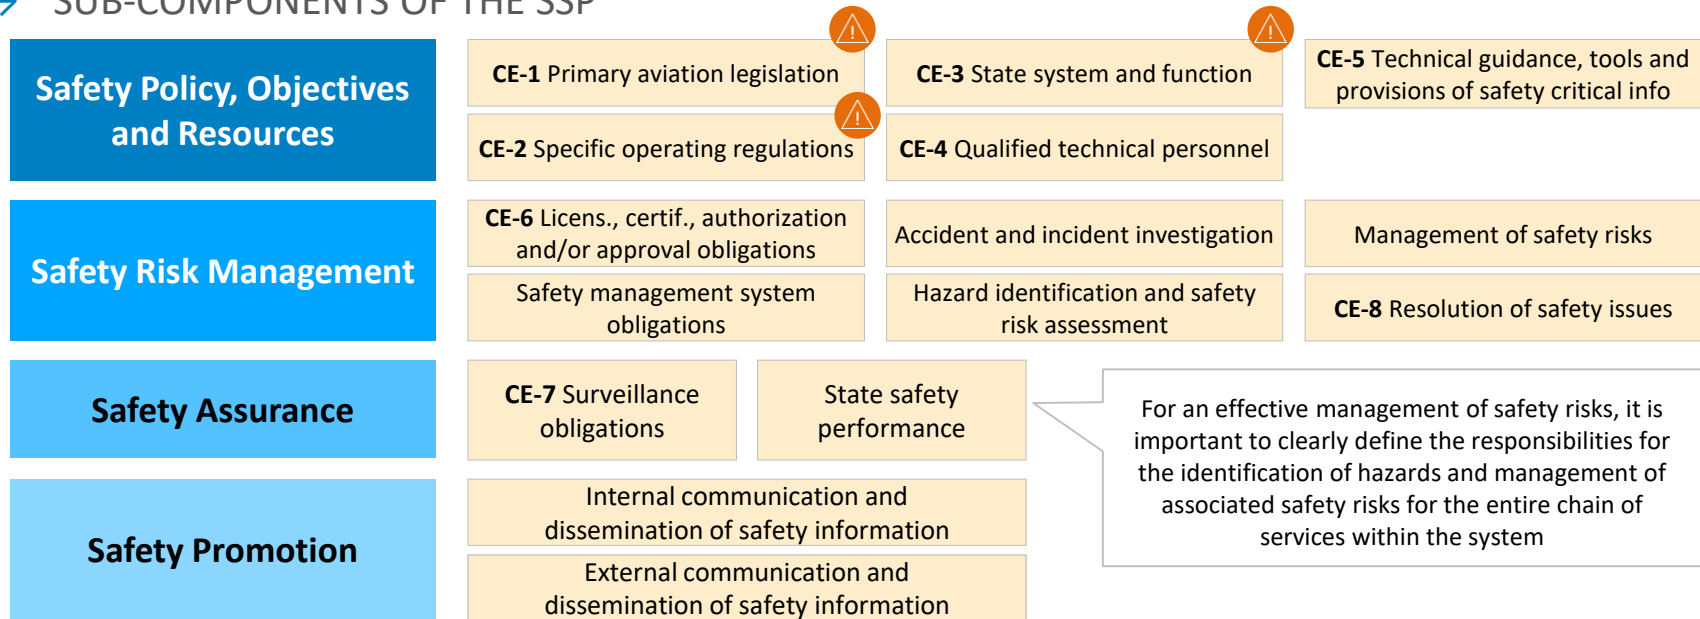 → SUB-COMPONENTS OF THE SSP
Safety Policy, Objectives
and Resources
CE-1 Primary aviation legislation
CE-3 State system and function
CE-5 Technical guidance, tools and
provisions of safety critical info
CE-2 Specific operating regulations
CE-4 Qualified technical personnel
Safety Risk Management
CE-6 Licens., certif., authorization
and/or approval obligations
Accident and incident investigation
Management of safety risks
Safety management system
obligations
Hazard identification and safety
risk assessment
CE-8 Resolution of safety issues
Safety Assurance
CE-7 Surveillance
obligations
State safety
performance
For an effective management of safety risks, it is
important to clearly define the responsibilities for
the identification of hazards and management of
associated safety risks for the entire chain of
services within the system
Safety Promotion
Internal communication and
dissemination of safety information
External communication and
dissemination of safety information